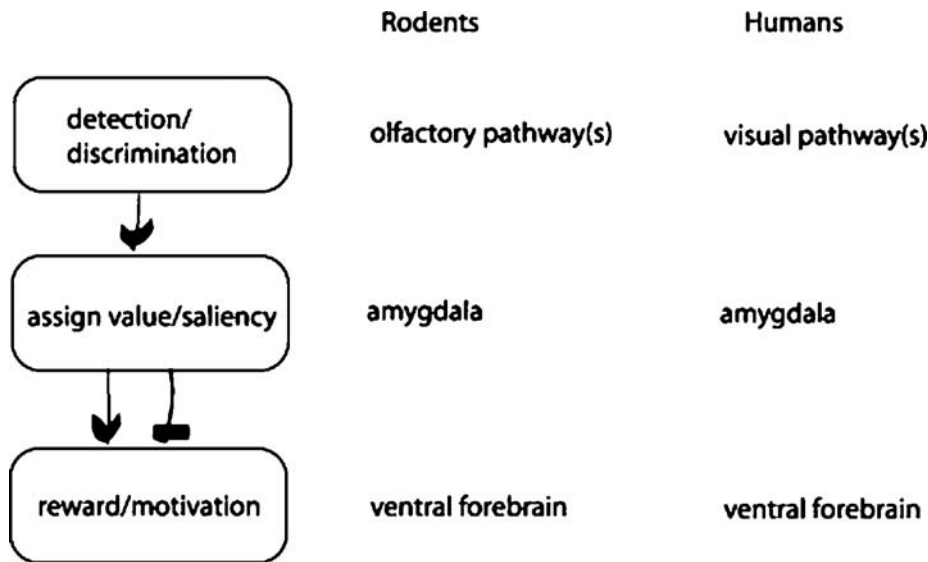 Rodents Humans
detection/
discrimination
olfactory pathway(s) visual pathway(s)
assign value/saliency amygdala amygdala
reward/motivation ventral forebrain ventral forebrain